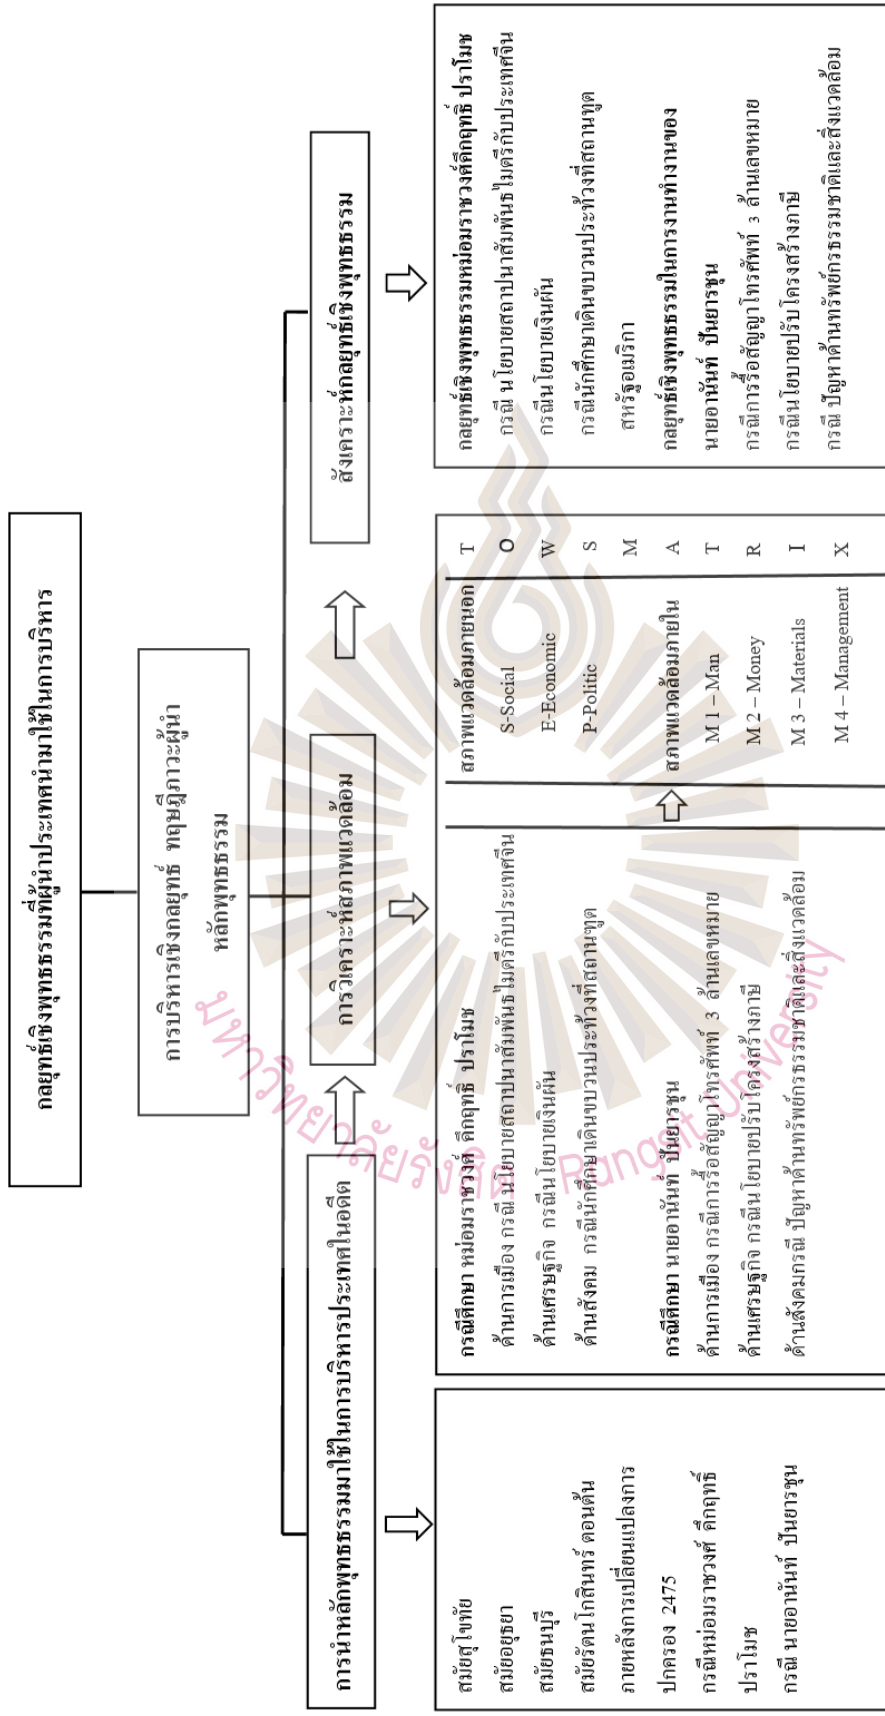 กลยุทธ์เชิงพุทธธรรมที่ผู้นำประเทศนำมาใช้ในการบริหาร
การบริหารเชิงกลยุทธ์ ทฤษฎีภาวะผู้นำ
หลักพุทธธรรม
การนำหลักพุทธธรรมมาใช้ในการบริหารประเทศในอดีต
การวิเคราะห์สภาพแวดล้อม
สังเคราะห์กลยุทธ์เชิงพุทธธรรม
สมัยสุโขทัย
สมัยอยุธยา
สมัยธนบุรี
สมัยรัตนโกสินทร์ ตอนต้น
ภายหลังการเปลี่ยนแปลงการ
ปกครอง 2475
กรณีหม่อมราชวงศ์ คึกฤทธิ์
ปราโมช
กรณี นายอานันท์ ปันยารชุน
กรณีศึกษา หม่อมราชวงศ์ คึกฤทธิ์ ปราโมช
ด้านการเมือง กรณี นโยบายสถาปนาสัมพันธไมตรีกับประเทศจีน
ด้านเศรษฐกิจ กรณีนโยบายเงินผัน
ด้านสังคม กรณีนักศึกษาเดินขบวนประท้วงที่สถานทูต
กรณีศึกษา นายอานันท์ ปันยารชุน
ด้านการเมือง กรณีการรื้อสัญญาโทรศัพท์ 3 ล้านเลขหมาย
ด้านเศรษฐกิจ กรณีนโยบายปรับโครงสร้างภาษี
ด้านสังคมกรณี ปัญหาด้านทรัพย์กรธรรมชาติและสิ่งแวดล้อม
สภาพแวดล้อมภายนอก
S-Social
E-Economic
P-Politic
สภาพแวดล้อมภายใน
M 1 – Man
M 2 – Money
M 3 – Materials
M 4 – Management
T
O
W
S
M
A
T
R
I
X
กลยุทธ์เชิงพุทธธรรมหม่อมราชวงศ์คึกฤทธิ์ ปราโมช
กรณี นโยบายสถาปนาสัมพันธไมตรีกับประเทศจีน
กรณีนโยบายเงินผัน
กรณีนักศึกษาเดินขบวนประท้วงที่สถานทูต
สหรัฐอเมริกา
กลยุทธ์เชิงพุทธธรรมในการงานทำงานของ
นายอานันท์ ปันยารชุน
กรณีการรื้อสัญญาโทรศัพท์ 3 ล้านเลขหมาย
กรณีนโยบายปรับโครงสร้างภาษี
กรณี ปัญหาด้านทรัพย์กรธรรมชาติและสิ่งแวดล้อม
มหาวิทยาลัยรังสิต Rangsit University